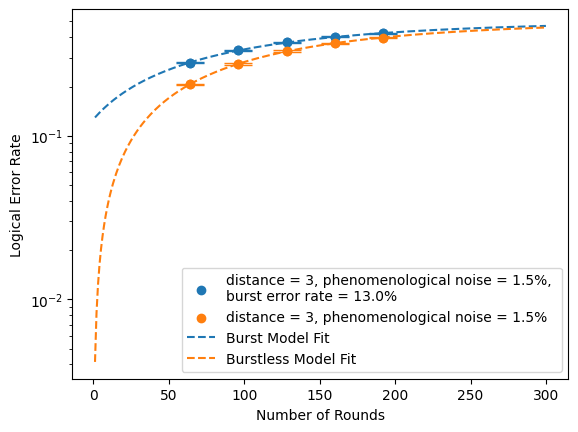 10⁻¹
10⁻²
Logical Error Rate
0 50 100 150 200 250 300
Number of Rounds
distance = 3, phenomenological noise = 1.5%,
burst error rate = 13.0%
distance = 3, phenomenological noise = 1.5%
Burst Model Fit
Burstless Model Fit